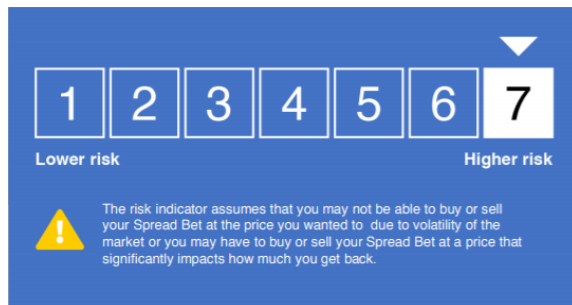 1 2 3 4 5 6 7
Lower risk Higher risk
The risk indicator assumes that you may not be able to buy or sell
your Spread Bet at the price you wanted to due to volatility of the
market or you may have to buy or sell your Spread Bet at a price that
significantly impacts how much you get back.